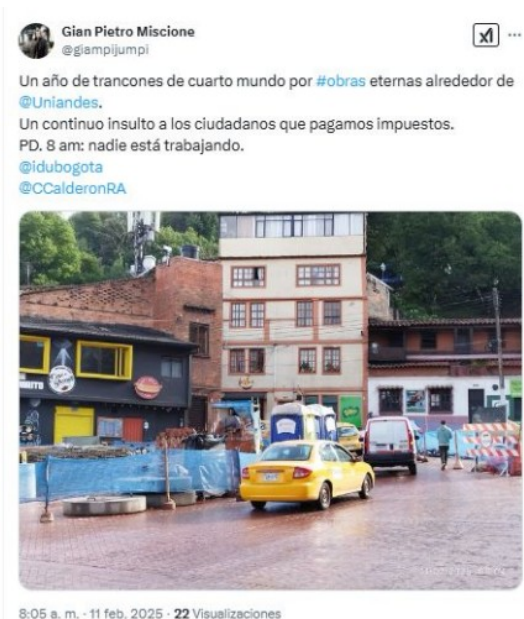 Gian Pietro Miscione
@giampijumpi
Un año de trancones de cuarto mundo por #obras eternas alrededor de
@Uniandes.
Un continuo insulto a los ciudadanos que pagamos impuestos.
PD. 8 am: nadie está trabajando.
@idubogota
@CCalderonRA
8:05 a. m. · 11 feb. 2025 · 22 Visualizaciones